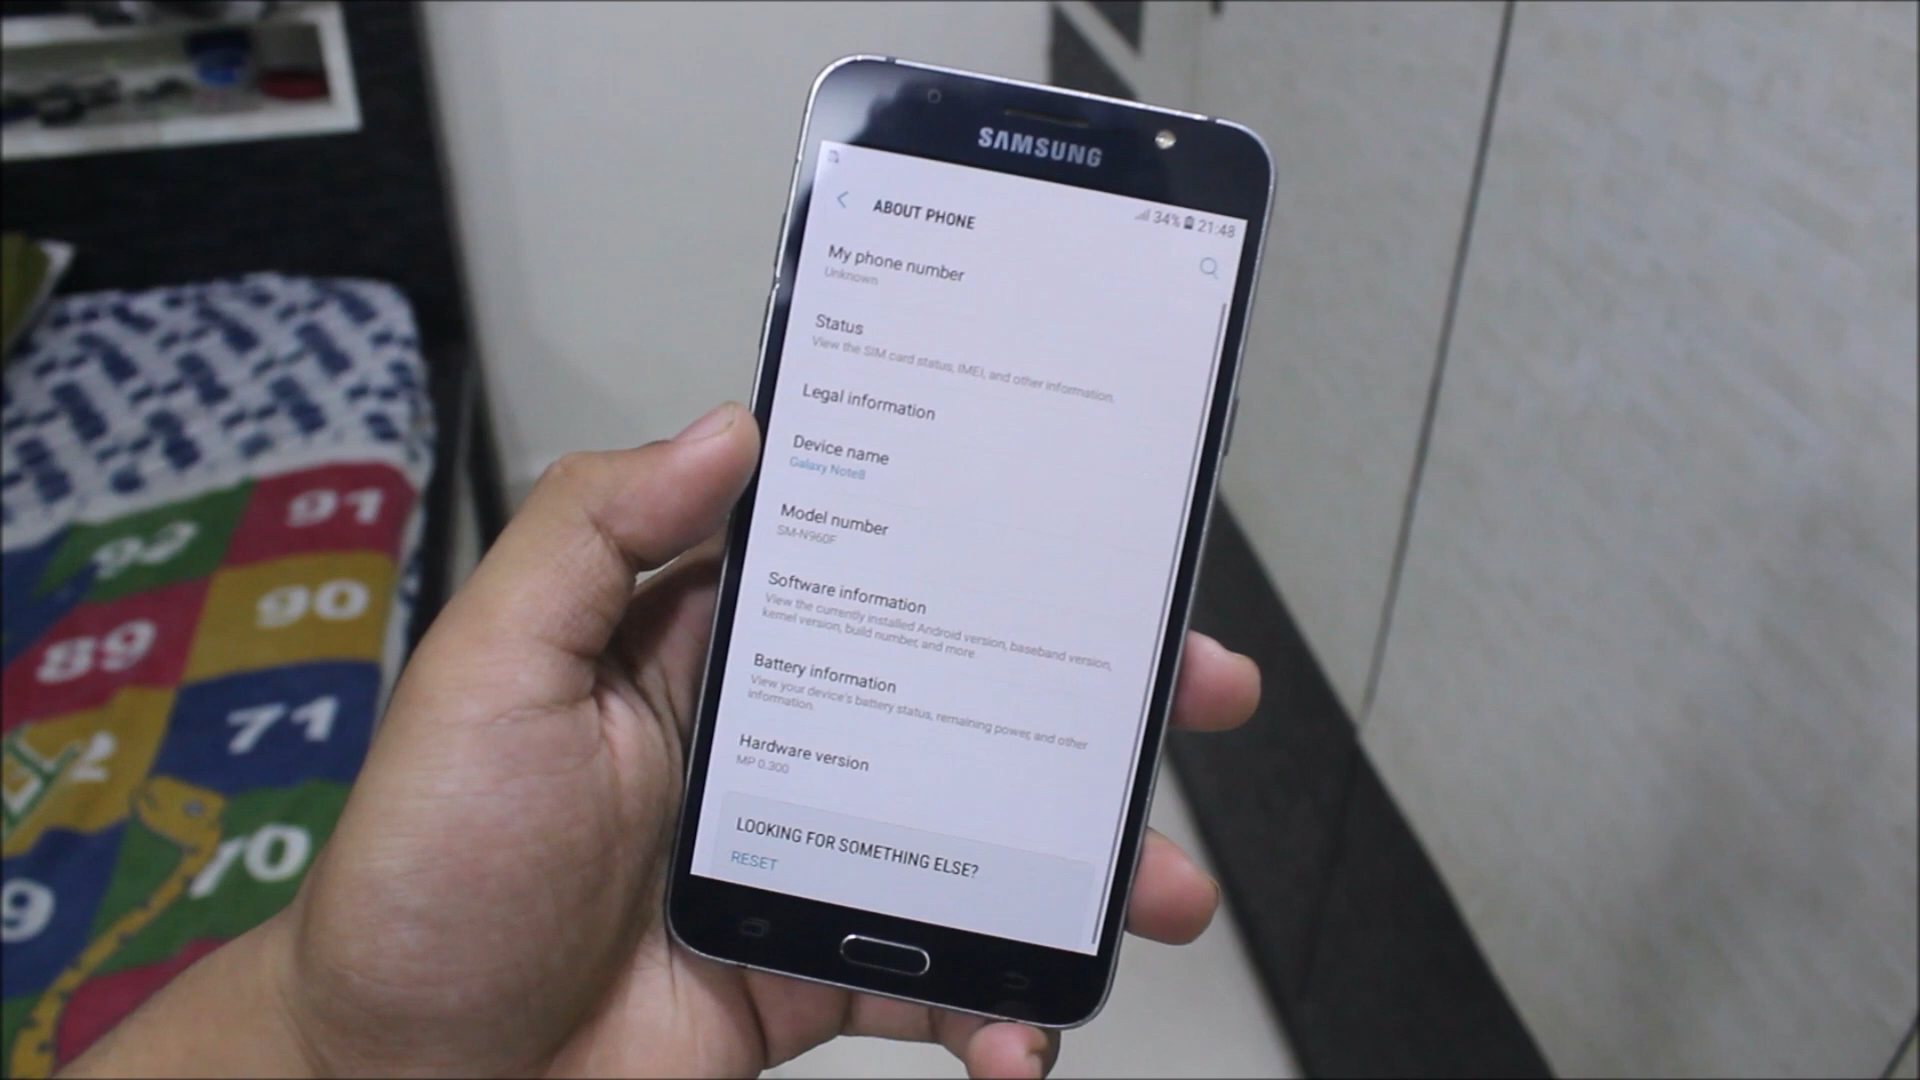 SAMSUNG
34% 21:48
ABOUT PHONE
My phone number
Unknown
Status
View the SIM card status, IMEI, and other information.
Legal information
Device name
Galaxy Note8
Model number
SM-N960F
Software information
View the currently installed Android version, baseband version,
kernel version, build number, and more.
Battery information
View your device's battery status, remaining power, and other
information.
Hardware version
MP 0.300
LOOKING FOR SOMETHING ELSE?
RESET
91
90
89
71
70